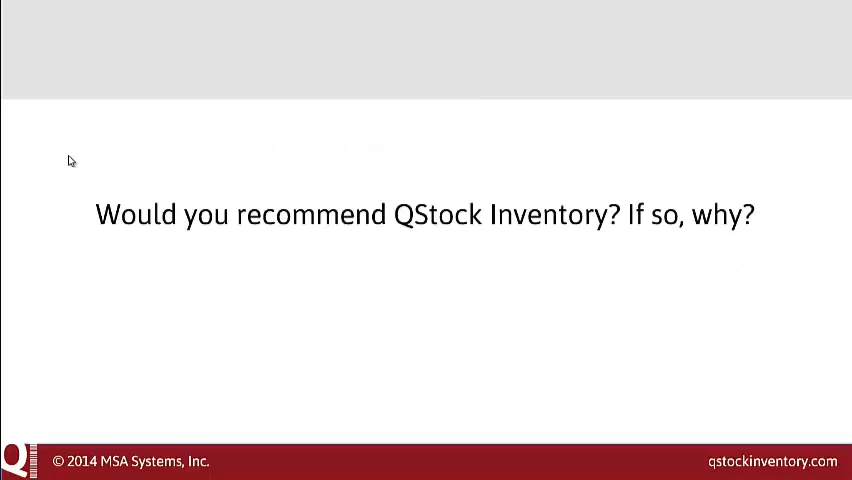 Would you recommend QStock Inventory? If so, why?
Q
© 2014 MSA Systems, Inc.
qstockinventory.com